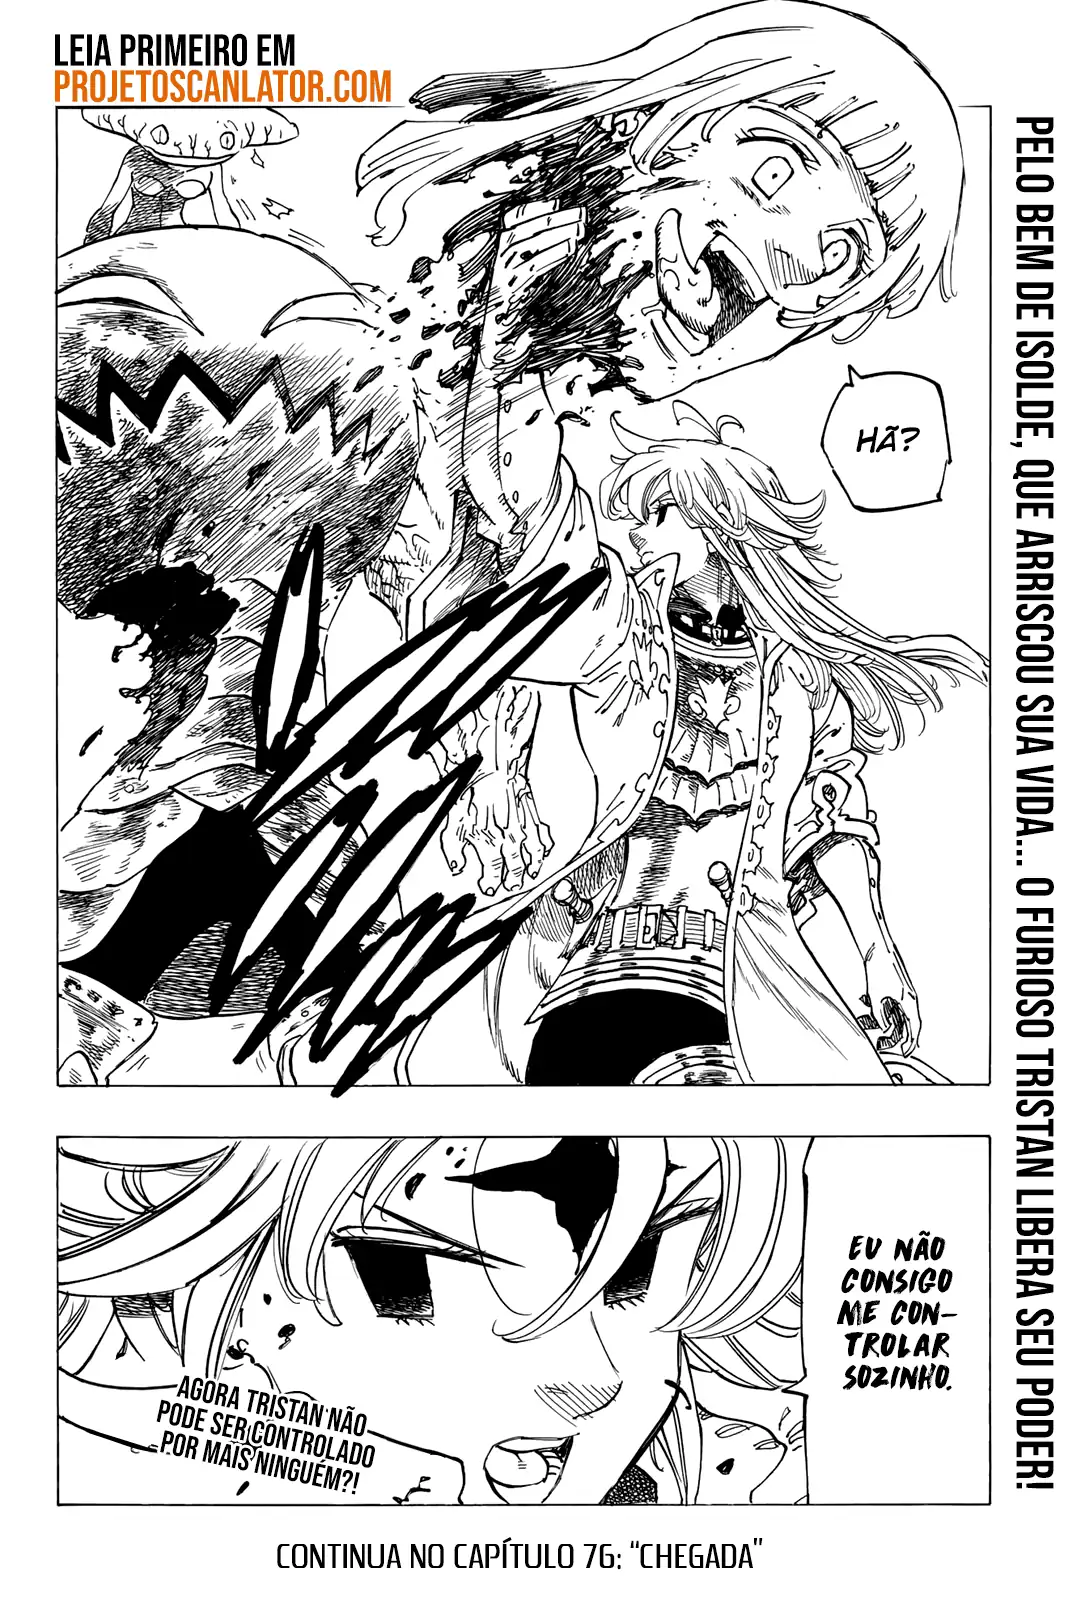 LEIA PRIMEIRO EM
PROJETOSCANLATOR.COM
PELO BEM DE ISOLDE, QUE ARRISCOU SUA VIDA... O FURIOSO TRISTAN LIBERA SEU PODER!
HÃ?
EU NÃO
CONSIGO
ME CON-
TROLAR
SOZINHO.
AGORA TRISTAN NÃO
PODE SER CONTROLADO
POR MAIS NINGUÉM?!
CONTINUA NO CAPÍTULO 76: “CHEGADA”